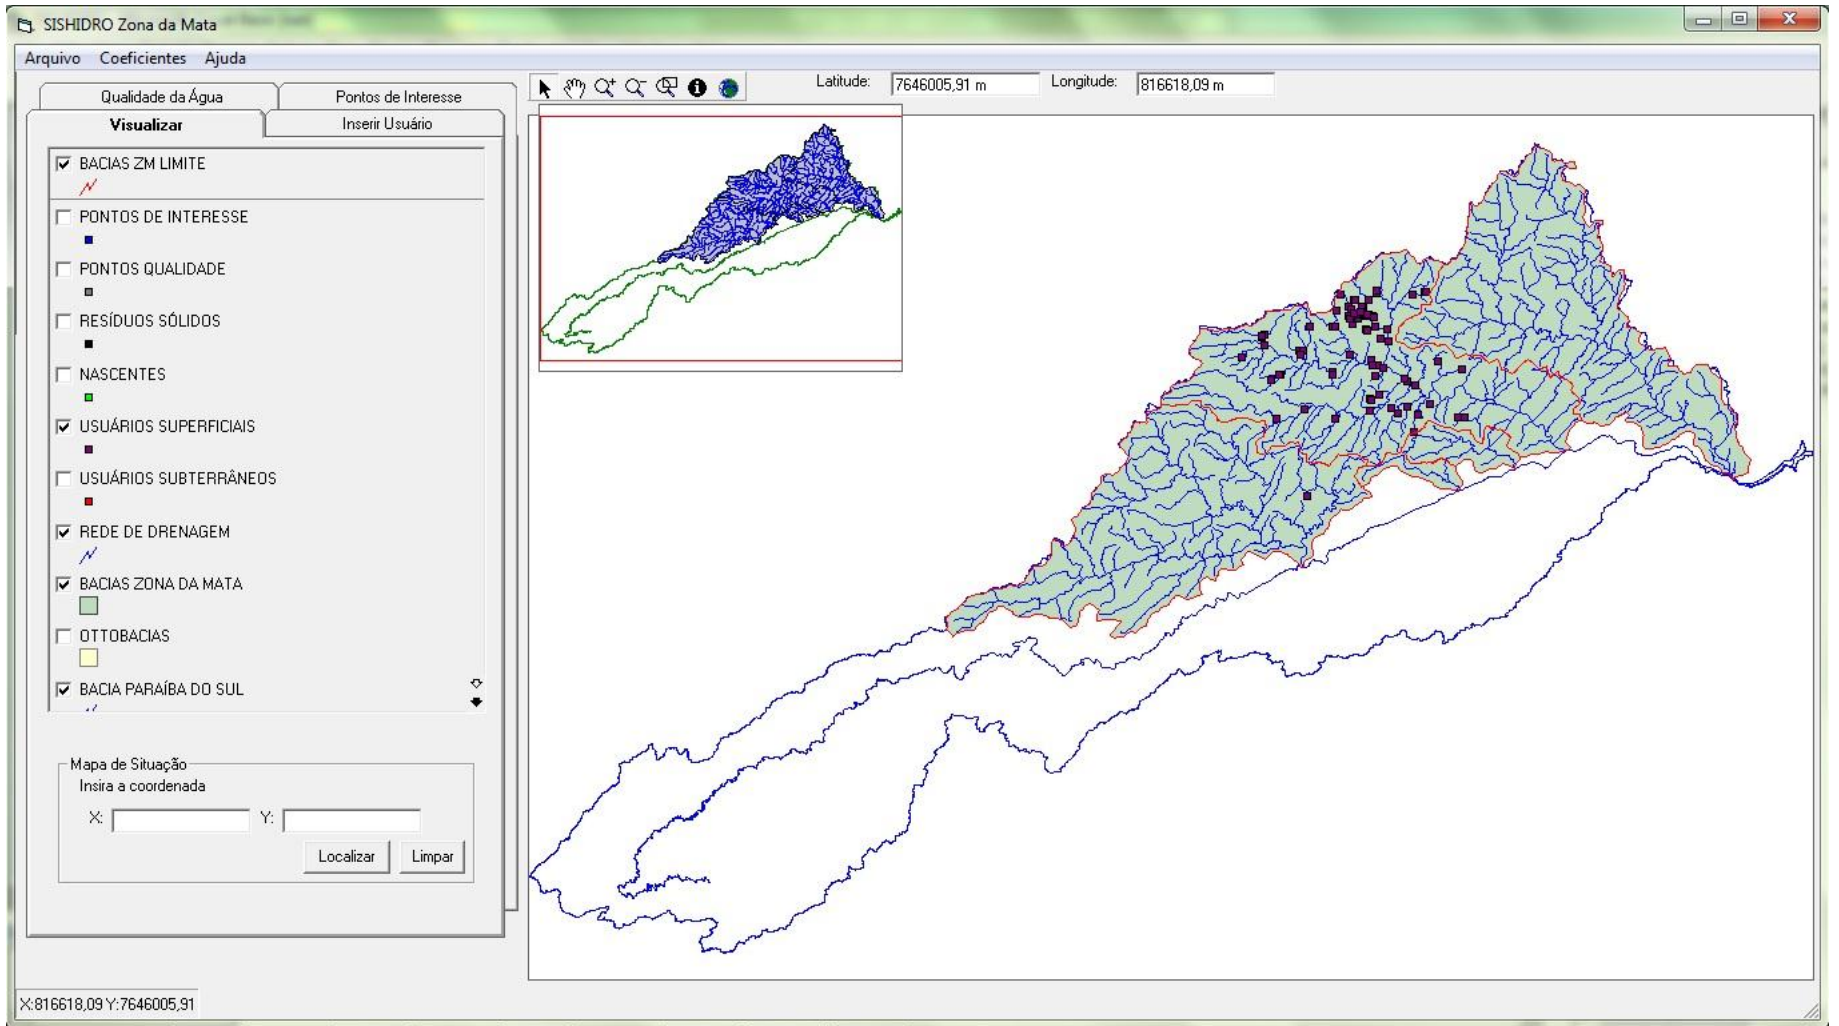 SISHIDRO Zona da Mata
Arquivo Coeficientes Ajuda
Latitude: 7646005,91 m Longitude: 816618,09 m
Qualidade da Água Pontos de Interesse
Visualizar Inserir Usuário
BACIAS ZM LIMITE
PONTOS DE INTERESSE
PONTOS QUALIDADE
RESÍDUOS SÓLIDOS
NASCENTES
USUÁRIOS SUPERFICIAIS
USUÁRIOS SUBTERRÂNEOS
REDE DE DRENAGEM
BACIAS ZONA DA MATA
OTTOBACIAS
BACIA PARAÍBA DO SUL
Mapa de Situação
Insira a coordenada
X: Y:
Localizar Limpar
X:816618,09 Y:7646005,91